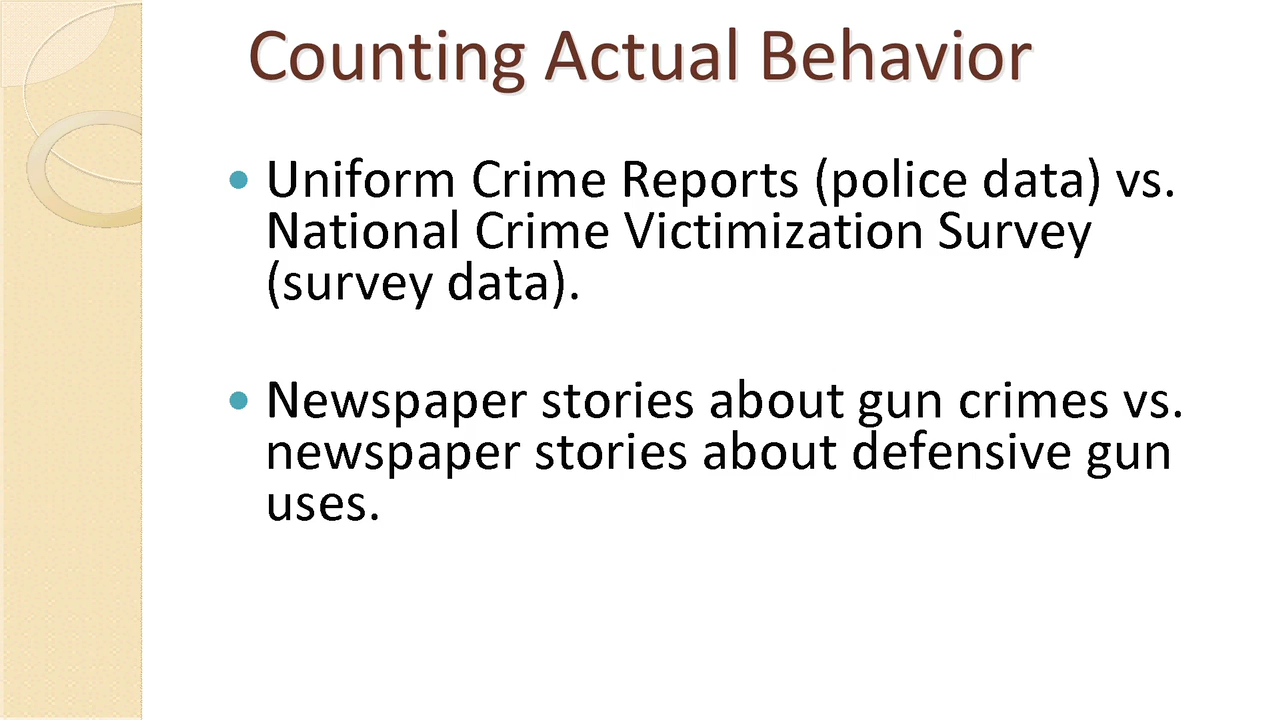 Counting Actual Behavior
• Uniform Crime Reports (police data) vs.
National Crime Victimization Survey
(survey data).
• Newspaper stories about gun crimes vs.
newspaper stories about defensive gun
uses.